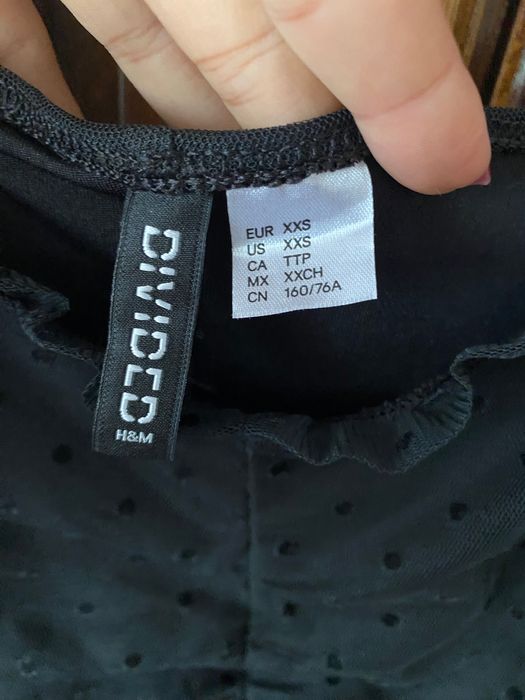 DIVIDED
H&M
EUR XXS
US XXS
CA TTP
MX XXCH
CN 160/76A